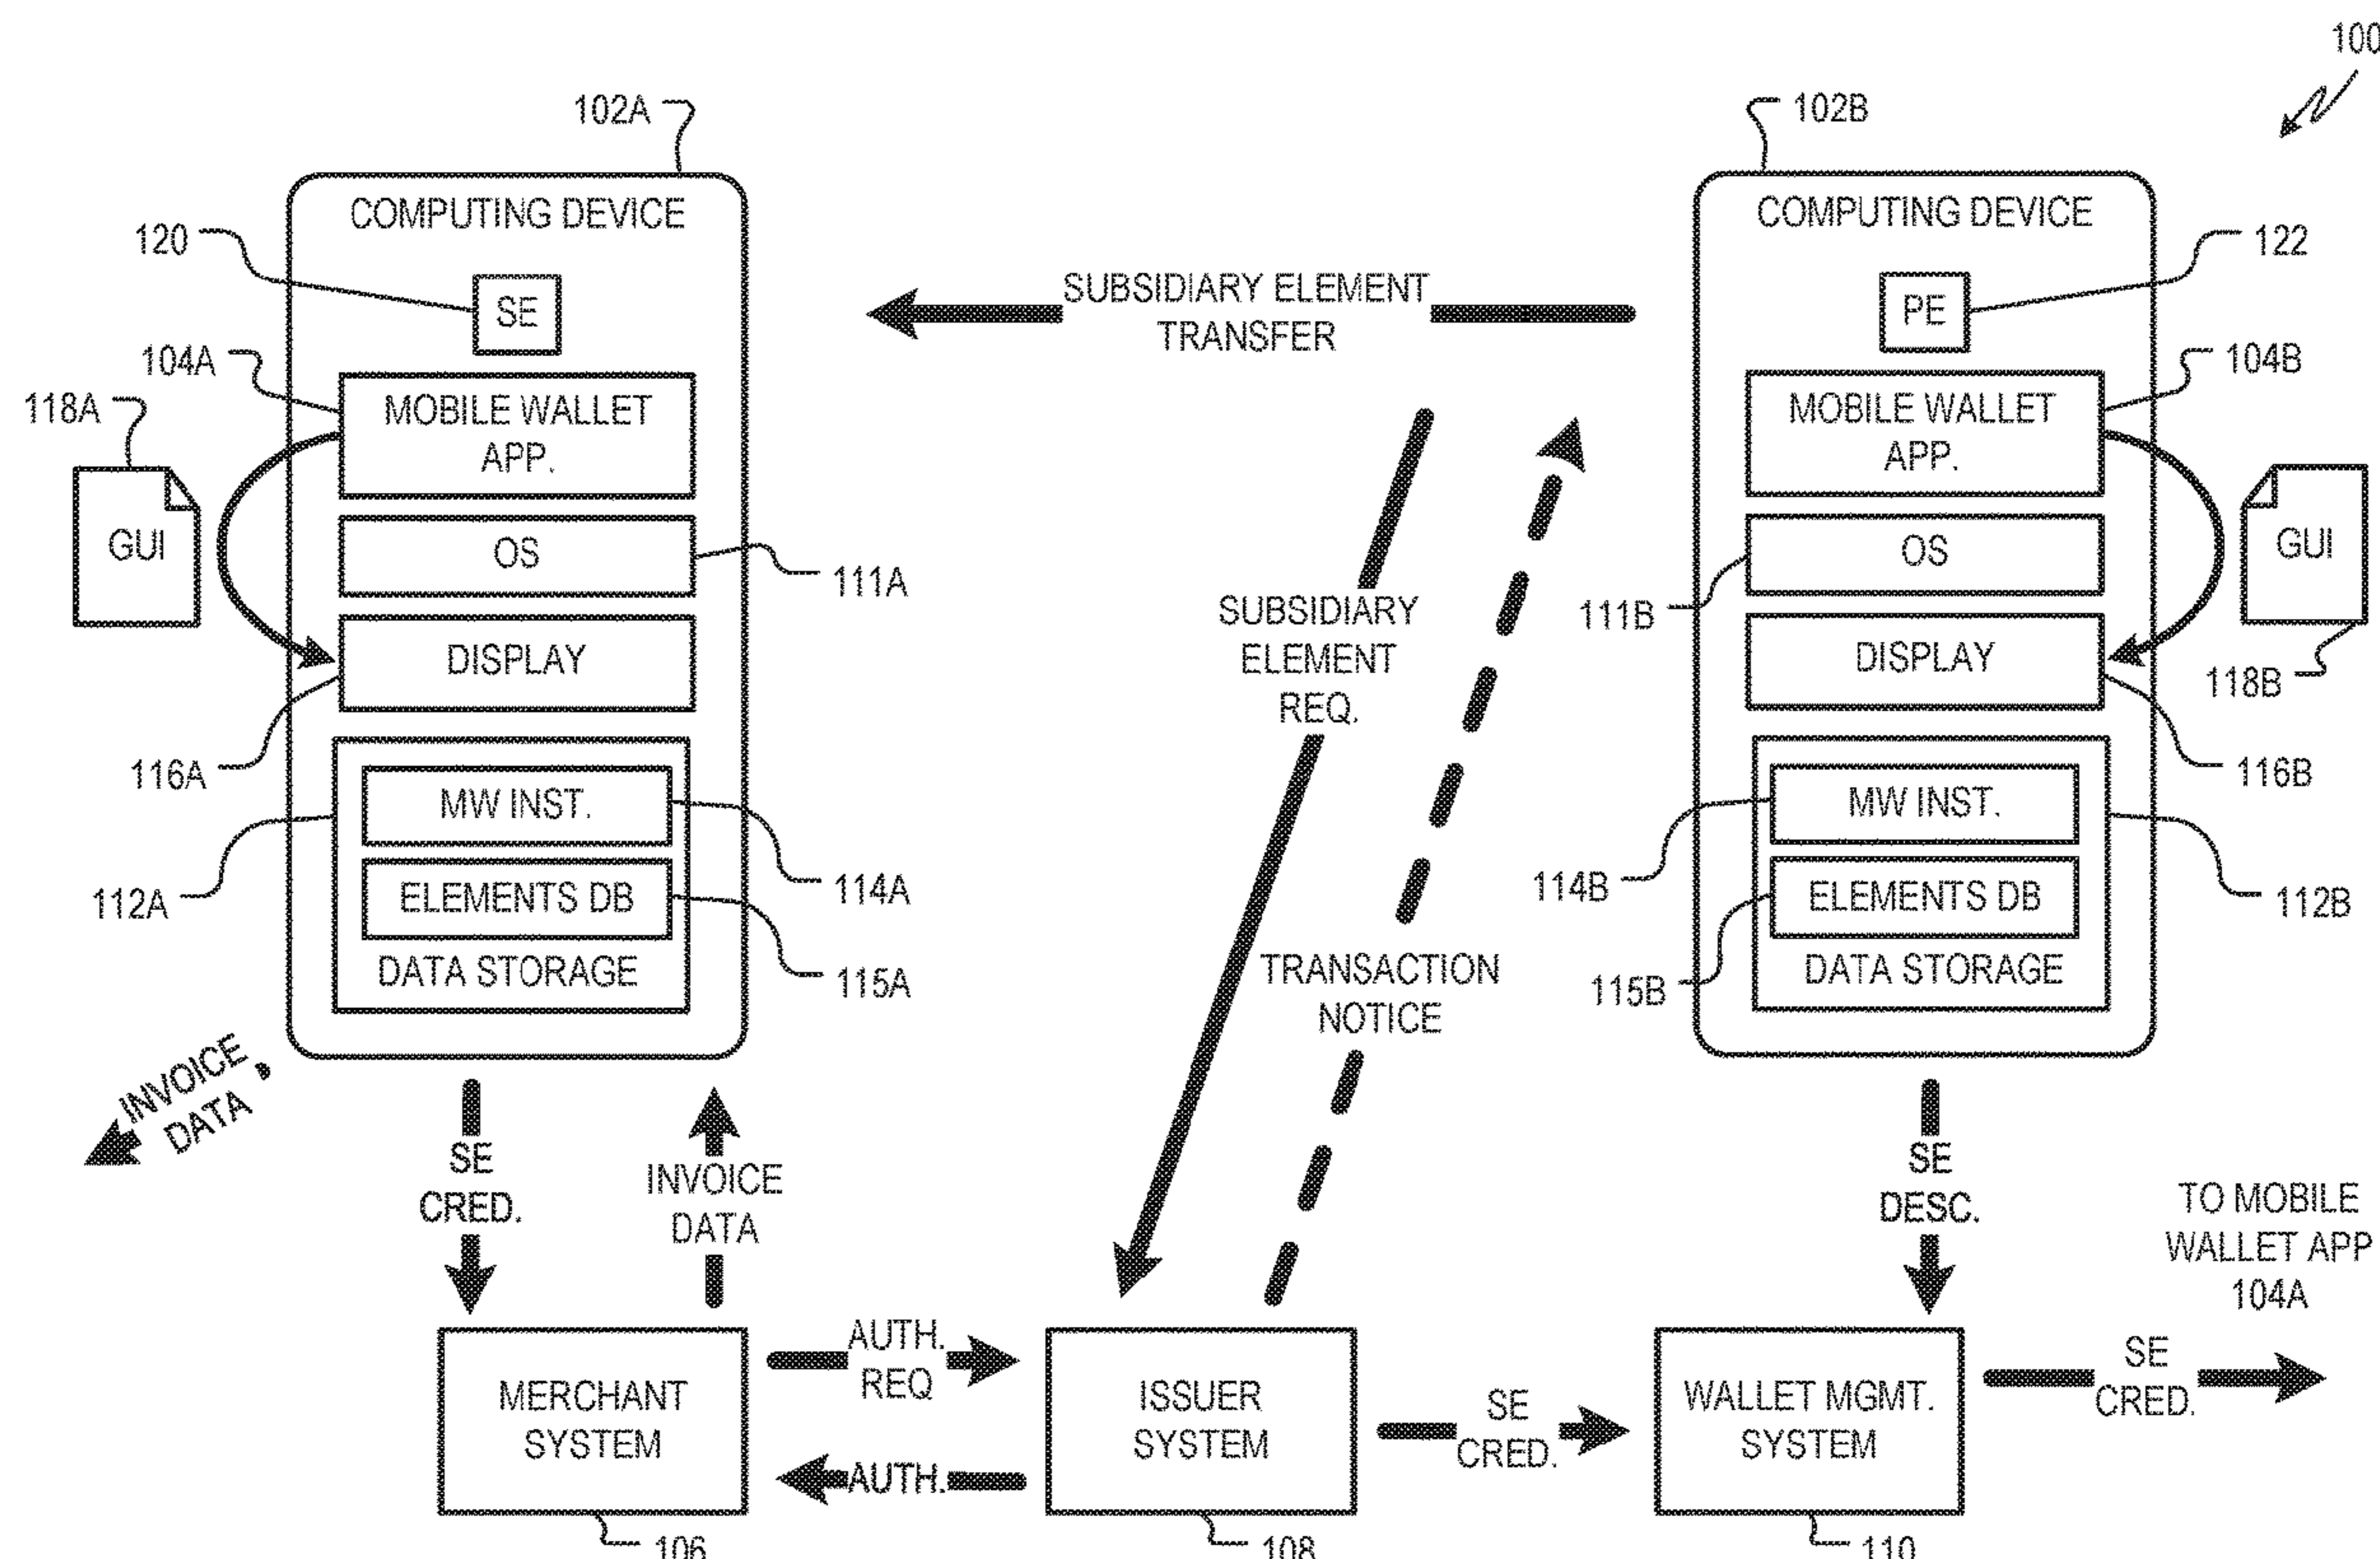 100
102A
102B
COMPUTING DEVICE
COMPUTING DEVICE
120
SE
122
PE
SUBSIDIARY ELEMENT
TRANSFER
104A
MOBILE WALLET
APP.
104B
MOBILE WALLET
APP.
118A
GUI
118B
GUI
OS
111A
OS
111B
DISPLAY
116A
DISPLAY
116B
SUBSIDIARY
ELEMENT
REQ.
MW INST.
114A
ELEMENTS DB
115A
DATA STORAGE
112A
MW INST.
114B
ELEMENTS DB
115B
DATA STORAGE
112B
TRANSACTION
NOTICE
INVOICE
DATA
SE
CRED.
INVOICE
DATA
SE
DESC.
TO MOBILE
WALLET APP
104A
MERCHANT
SYSTEM
106
AUTH.
REQ
AUTH.
ISSUER
SYSTEM
108
SE
CRED.
WALLET MGMT.
SYSTEM
110
SE
CRED.